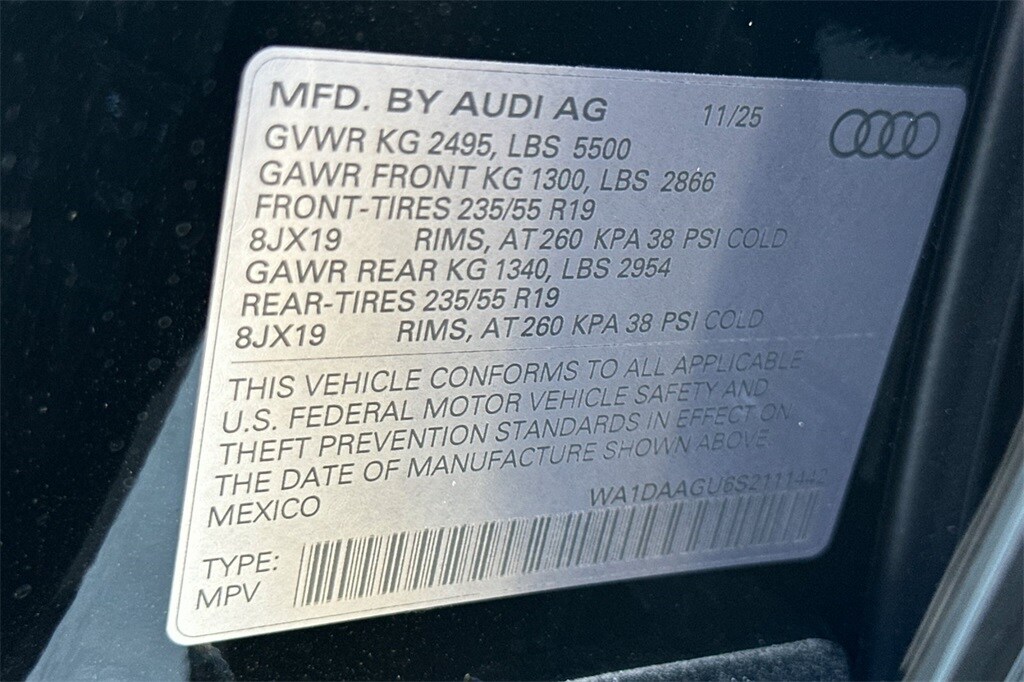 MFD. BY AUDI AG 11/25
GVWR KG 2495, LBS 5500
GAWR FRONT KG 1300, LBS 2866
FRONT-TIRES 235/55 R19
8JX19 RIMS, AT 260 KPA 38 PSI COLD
GAWR REAR KG 1340, LBS 2954
REAR-TIRES 235/55 R19
8JX19 RIMS, AT 260 KPA 38 PSI COLD
THIS VEHICLE CONFORMS TO ALL APPLICABLE
U.S. FEDERAL MOTOR VEHICLE SAFETY AND
THEFT PREVENTION STANDARDS IN EFFECT ON
THE DATE OF MANUFACTURE SHOWN ABOVE.
MEXICO WA1DAAGU6S2111442
TYPE:
MPV